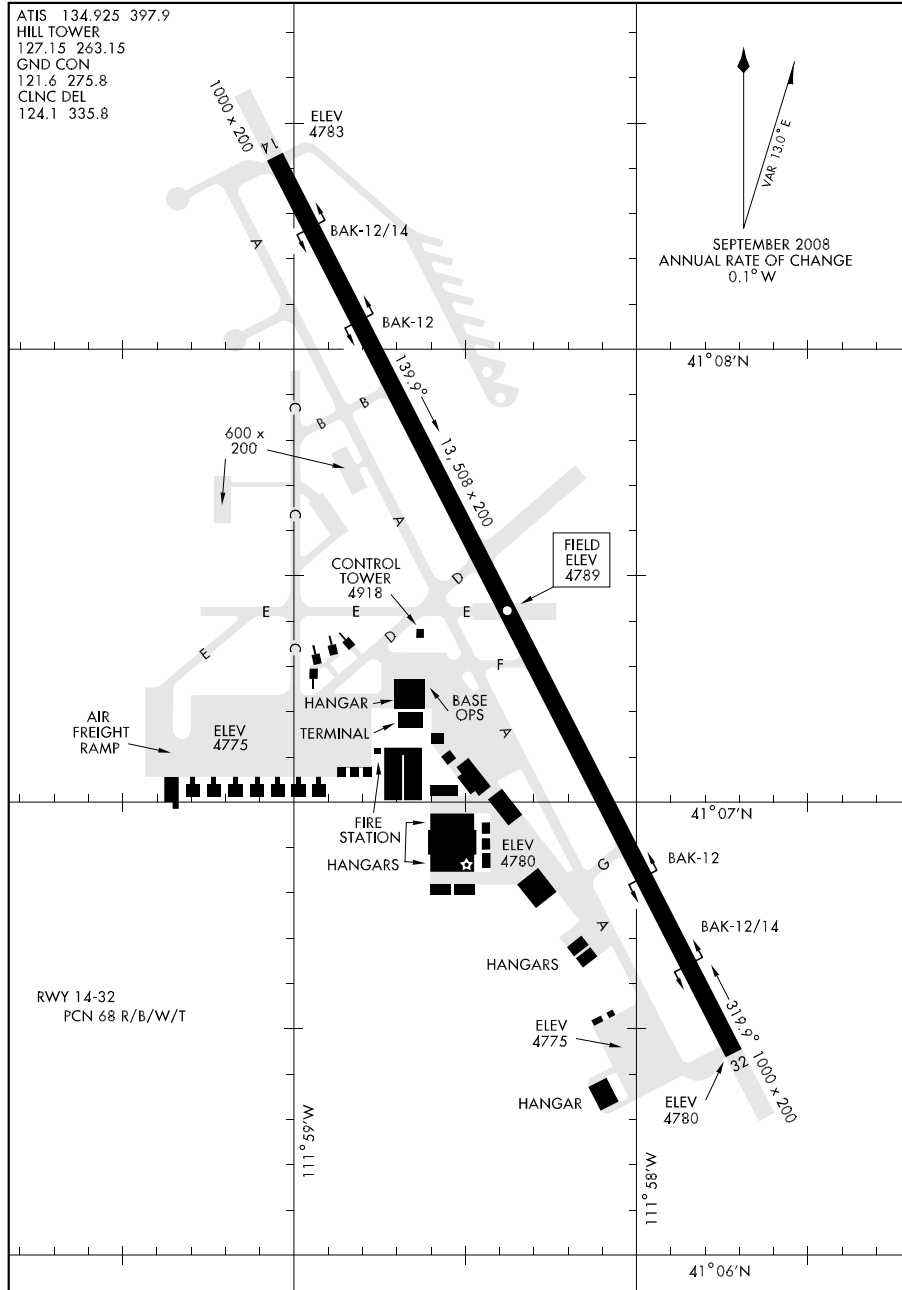 ATIS 134.925 397.9
HILL TOWER
127.15 263.15
GND CON
121.6 275.8
CLNC DEL
124.1 335.8
1000 x 200
14
ELEV
4783
VAR 13.0° E
SEPTEMBER 2008
ANNUAL RATE OF CHANGE
0.1° W
BAK-12/14
A
BAK-12
41° 08'N
139.9°
13, 508 x 200
C
B
B
600 x
200
C
A
CONTROL
TOWER
4918
D
FIELD
ELEV
4789
E
E
E
D
C
E
F
HANGAR
BASE
OPS
TERMINAL
A
AIR
FREIGHT
RAMP
ELEV
4775
41° 07'N
FIRE
STATION
HANGARS
ELEV
4780
G
BAK-12
A
BAK-12/14
HANGARS
RWY 14-32
PCN 68 R/B/W/T
319.9°
1000 x 200
32
ELEV
4775
HANGAR
ELEV
4780
111° 59'W
111° 58'W
41° 06'N